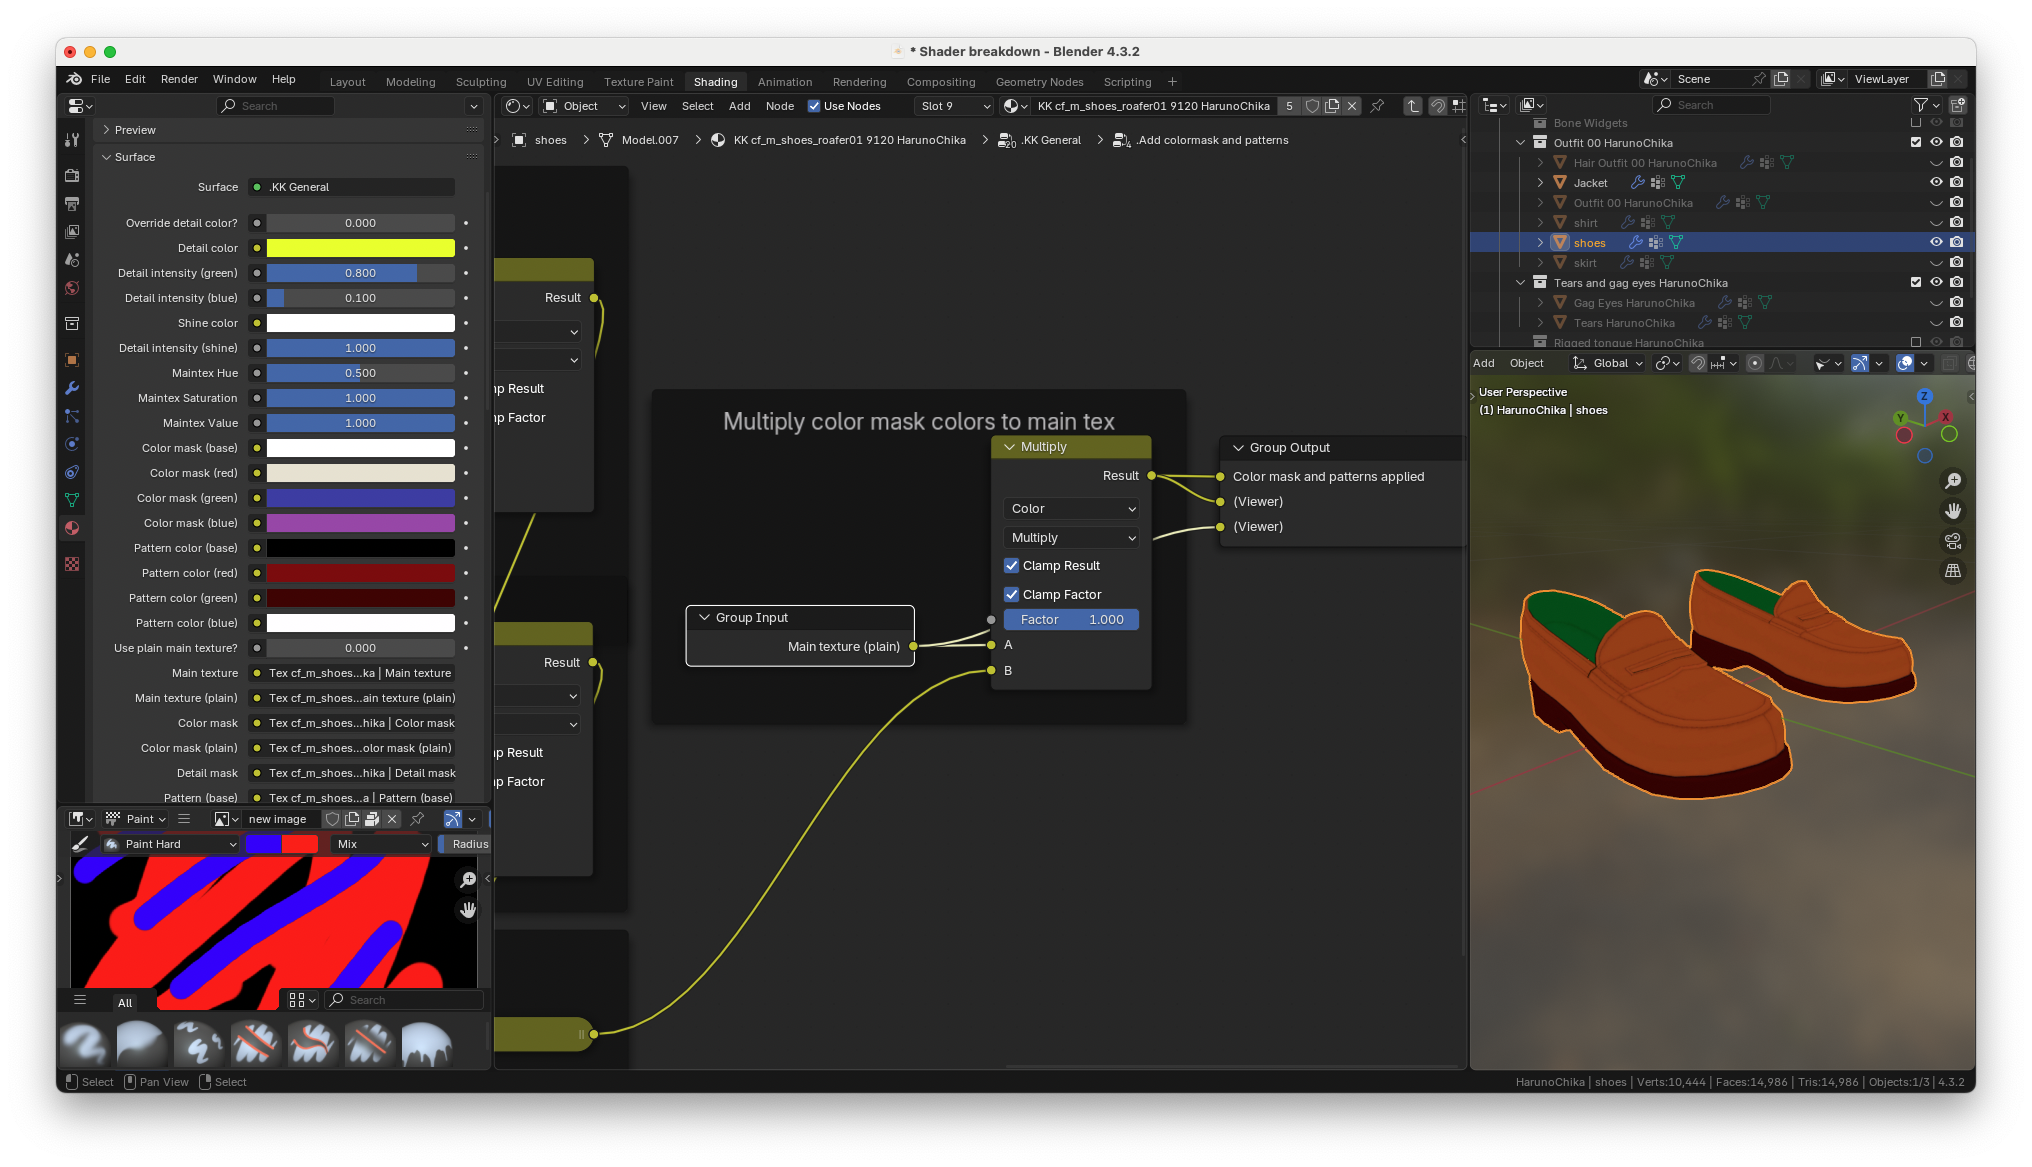 * Shader breakdown - Blender 4.3.2
File Edit Render Window Help Layout Modeling Sculpting UV Editing Texture Paint Shading Animation Rendering Compositing Geometry Nodes Scripting + Scene ViewLayer
Search
Preview
Surface
Surface .KK General
Override detail color? 0.000
Detail color
Detail intensity (green) 0.800
Detail intensity (blue) 0.100
Shine color
Detail intensity (shine) 1.000
Maintex Hue 0.500
Maintex Saturation 1.000
Maintex Value 1.000
Color mask (base)
Color mask (red)
Color mask (green)
Color mask (blue)
Pattern color (base)
Pattern color (red)
Pattern color (green)
Pattern color (blue)
Use plain main texture? 0.000
Main texture Tex cf_m_shoes...ka | Main texture
Main texture (plain) Tex cf_m_shoes...ain texture (plain)
Color mask Tex cf_m_shoes...hika | Color mask
Color mask (plain) Tex cf_m_shoes...olor mask (plain)
Detail mask Tex cf_m_shoes...hika | Detail mask
Pattern (base) Tex cf_m_shoes...a | Pattern (base)
Paint new image
Paint Hard Mix Radius
All Search
Object View Select Add Node Use Nodes Slot 9 KK cf_m_shoes_roafer01 9120 HarunoChika 5
shoes Model.007 KK cf_m_shoes_roafer01 9120 HarunoChika 20 .KK General 4 .Add colormask and patterns
Result
np Result
np Factor
Result
np Result
np Factor
Multiply color mask colors to main tex
Multiply
Result
Color
Multiply
Clamp Result
Clamp Factor
Factor 1.000
A
B
Group Input
Main texture (plain)
Group Output
Color mask and patterns applied
(Viewer)
(Viewer)
Search
Bone Widgets
Outfit 00 HarunoChika
Hair Outfit 00 HarunoChika
Jacket
Outfit 00 HarunoChika
shirt
shoes
skirt
Tears and gag eyes HarunoChika
Gag Eyes HarunoChika
Tears HarunoChika
Rigged tongue HarunoChika
Add Object Global
User Perspective
(1) HarunoChika | shoes
Z
Y X
Select Pan View Select
HarunoChika | shoes | Verts:10,444 | Faces:14,986 | Tris:14,986 | Objects:1/3 | 4.3.2